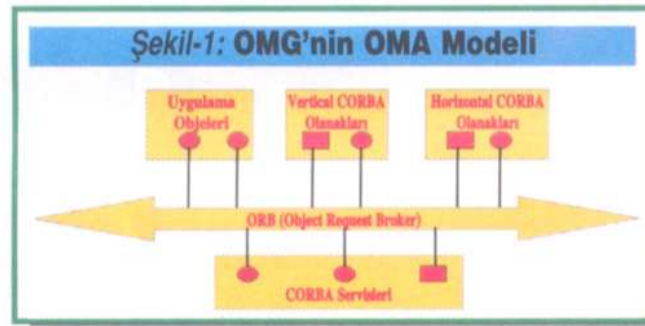 Şekil-1: OMG'nin OMA Modeli
Uygulama
Objeleri
Vertical CORBA
Olanakları
Horizontal CORBA
Olanakları
ORB (Object Request Broker)
CORBA Servisleri